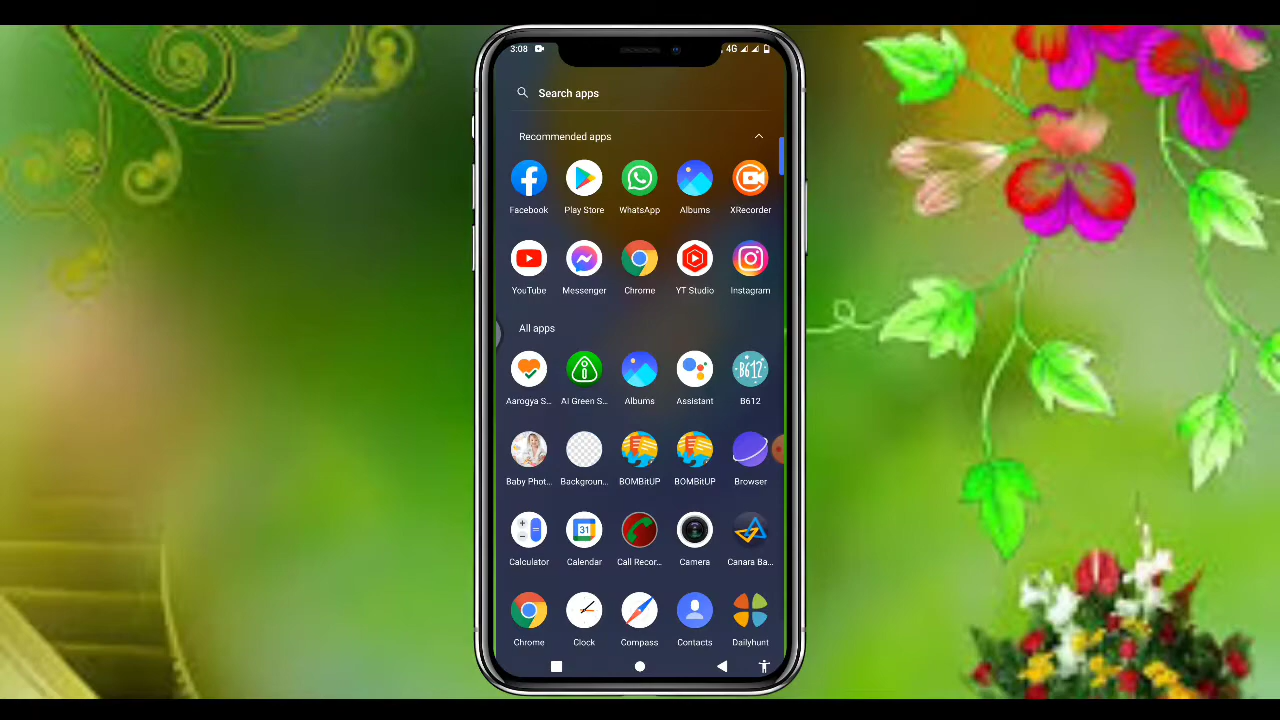 3:08
4G
Search apps
Recommended apps
Facebook Play Store WhatsApp Albums XRecorder
YouTube Messenger Chrome YT Studio Instagram
All apps
B612
Aarogya S... AI Green S... Albums Assistant B612
Baby Phot... Backgroun... BOMBitUP BOMBitUP Browser
31
Calculator Calendar Call Recor... Camera Canara Ba...
Chrome Clock Compass Contacts Dailyhunt